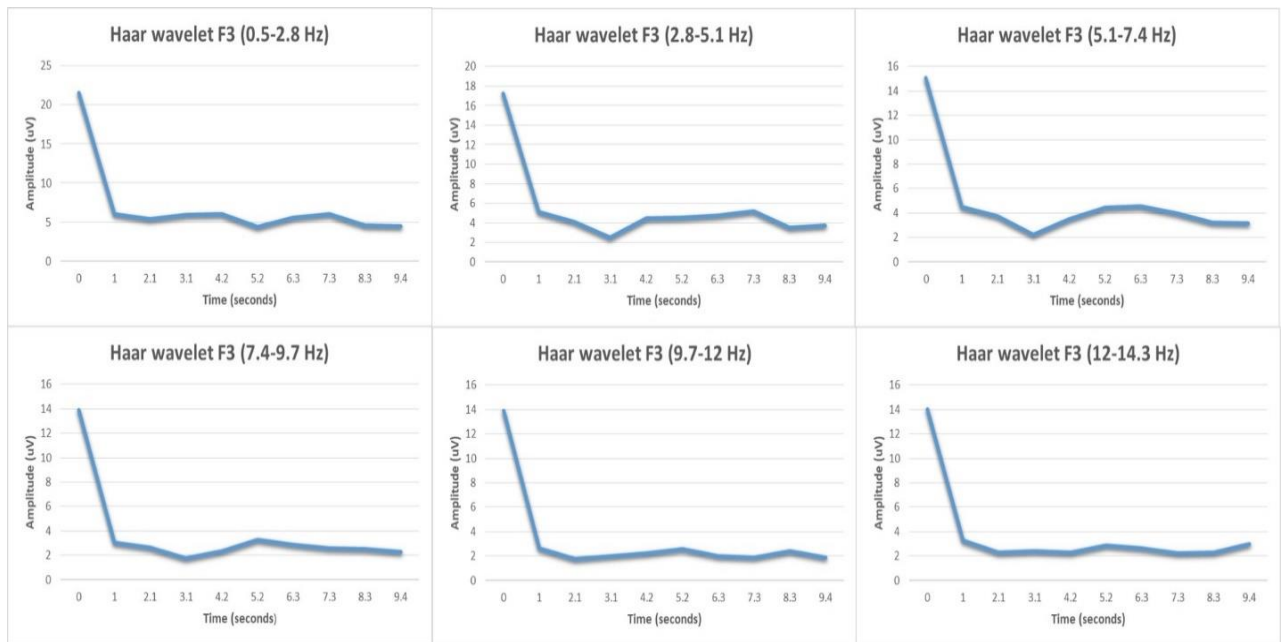 Haar wavelet F3 (0.5-2.8 Hz)
25
20
15
10
5
0
Amplitude (uV)
0 1 2.1 3.1 4.2 5.2 6.3 7.3 8.3 9.4
Time (seconds)
Haar wavelet F3 (2.8-5.1 Hz)
20
18
16
14
12
10
8
6
4
2
0
Amplitude (uV)
0 1 2.1 3.1 4.2 5.2 6.3 7.3 8.3 9.4
Time (seconds)
Haar wavelet F3 (5.1-7.4 Hz)
16
14
12
10
8
6
4
2
0
Amplitude (uV)
0 1 2.1 3.1 4.2 5.2 6.3 7.3 8.3 9.4
Time (seconds)
Haar wavelet F3 (7.4-9.7 Hz)
16
14
12
10
8
6
4
2
0
Amplitude (uV)
0 1 2.1 3.1 4.2 5.2 6.3 7.3 8.3 9.4
Time (seconds)
Haar wavelet F3 (9.7-12 Hz)
16
14
12
10
8
6
4
2
0
Amplitude (uV)
0 1 2.1 3.1 4.2 5.2 6.3 7.3 8.3 9.4
Time (seconds)
Haar wavelet F3 (12-14.3 Hz)
16
14
12
10
8
6
4
2
0
Amplitude (uV)
0 1 2.1 3.1 4.2 5.2 6.3 7.3 8.3 9.4
Time (seconds)